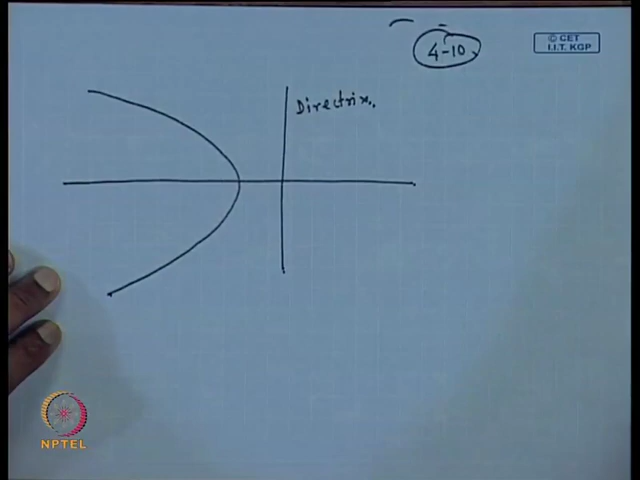 4-10
© CET
I.I.T. KGP
Directrix.
NPTEL